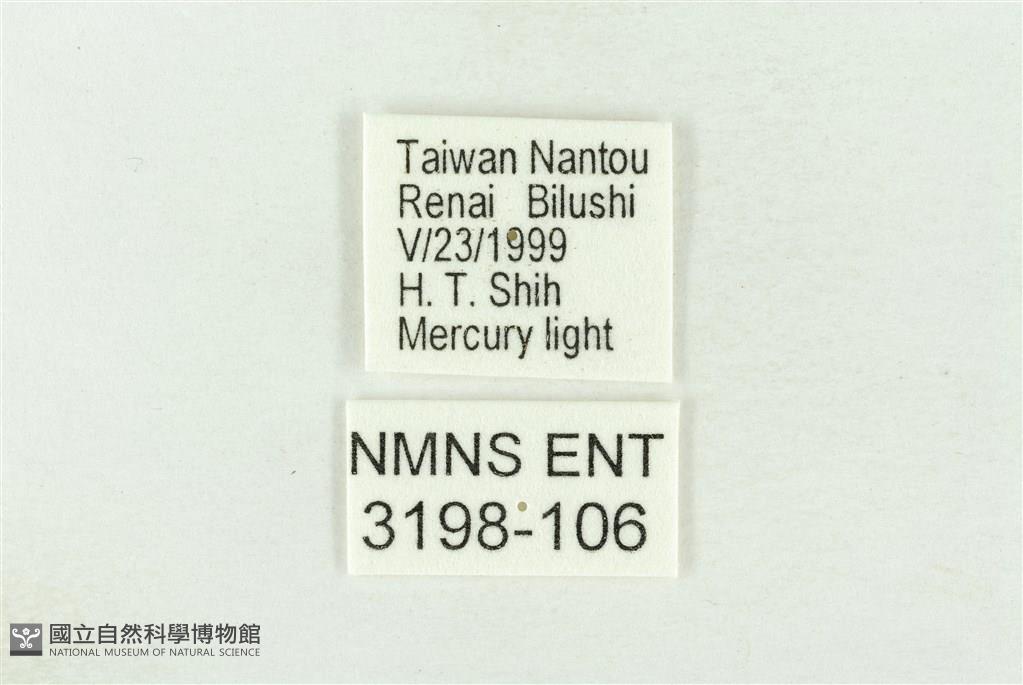 Taiwan Nantou
Renai Bilushi
V/23/1999
H. T. Shih
Mercury light
NMNS ENT
3198-106
國立自然科學博物館
NATIONAL MUSEUM OF NATURAL SCIENCE